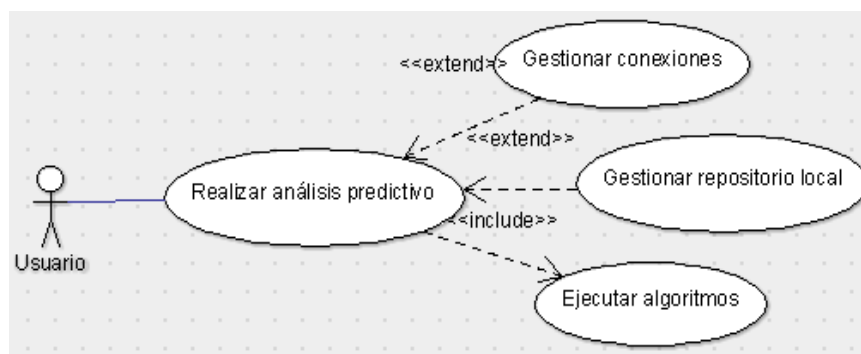 <<extend>>
Gestionar conexiones
<<extend>>
Realizar análisis predictivo
Gestionar repositorio local
<<include>>
Usuario
Ejecutar algoritmos